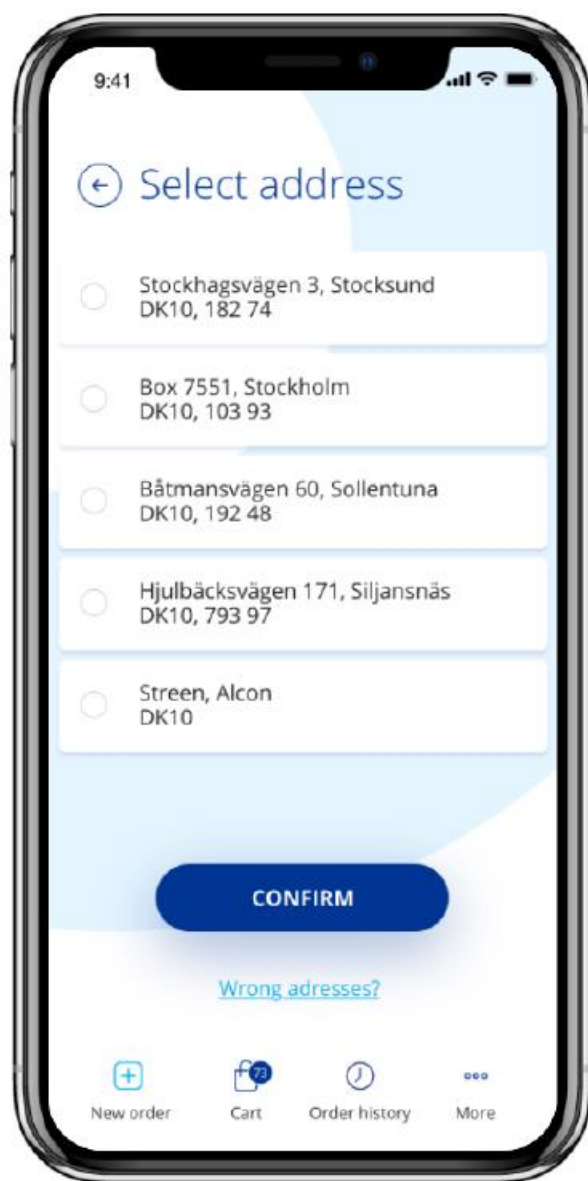 9:41
Select address
Stockhagsvägen 3, Stocksund
DK10, 182 74
Box 7551, Stockholm
DK10, 103 93
Båtmansvägen 60, Sollentuna
DK10, 192 48
Hjulbäcksvägen 171, Siljansnäs
DK10, 793 97
Streen, Alcon
DK10
CONFIRM
Wrong adresses?
73
New order Cart Order history More